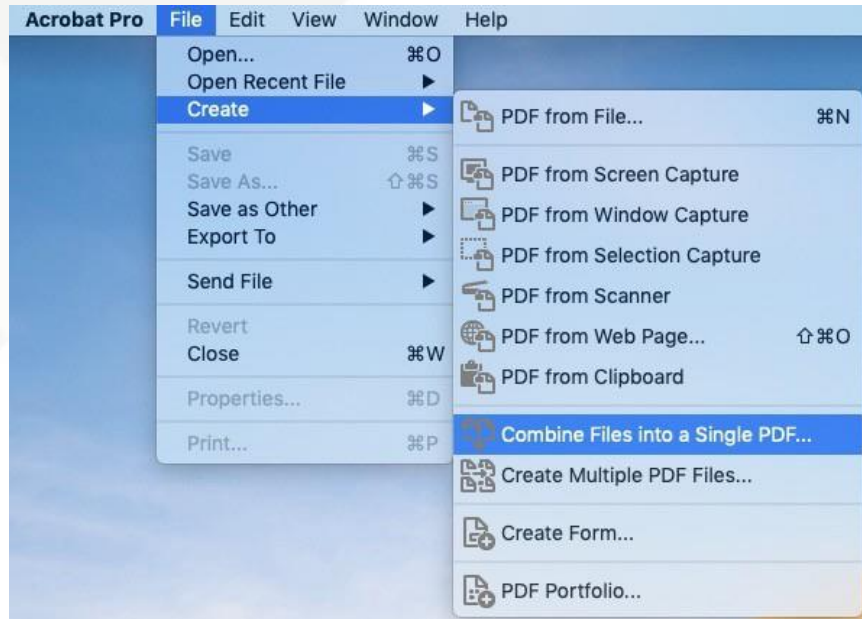 Acrobat Pro File Edit View Window Help
Open... ⌘O
Open Recent File ▶
Create ▶
Save ⌘S
Save As... ⇧⌘S
Save as Other ▶
Export To ▶
Send File ▶
Revert
Close ⌘W
Properties... ⌘D
Print... ⌘P
PDF from File... ⌘N
PDF from Screen Capture
PDF from Window Capture
PDF from Selection Capture
PDF from Scanner
PDF from Web Page... ⇧⌘O
PDF from Clipboard
Combine Files into a Single PDF...
Create Multiple PDF Files...
Create Form...
PDF Portfolio...